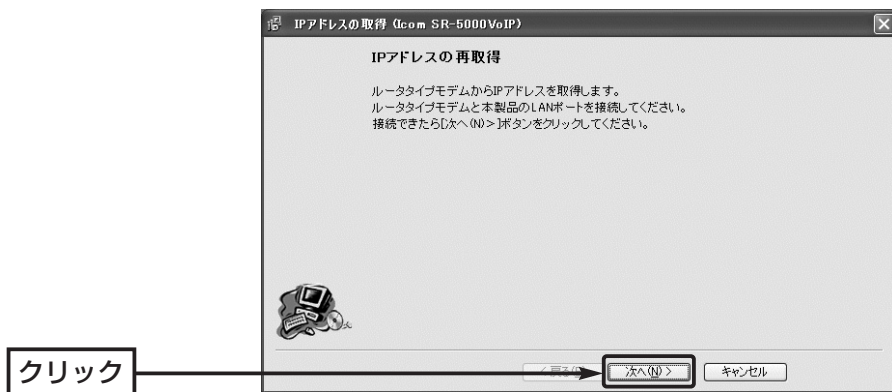 IPアドレスの取得 (Icom SR-5000VoIP)
IPアドレスの再取得
ルータタイプモデムからIPアドレスを取得します。
ルータタイプモデムと本製品のLANポートを接続してください。
接続できたら[次へ(N)>]ボタンをクリックしてください。
クリック
< 戻る(B) 次へ(N) > キャンセル